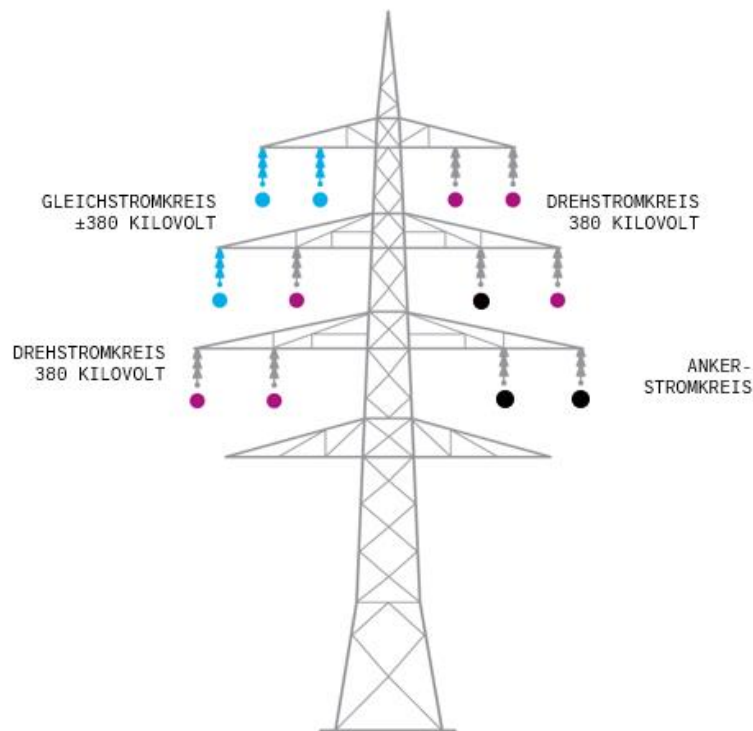 GLEICHSTROMKREIS
±380 KILOVOLT
DREHSTROMKREIS
380 KILOVOLT
DREHSTROMKREIS
380 KILOVOLT
ANKER-
STROMKREIS